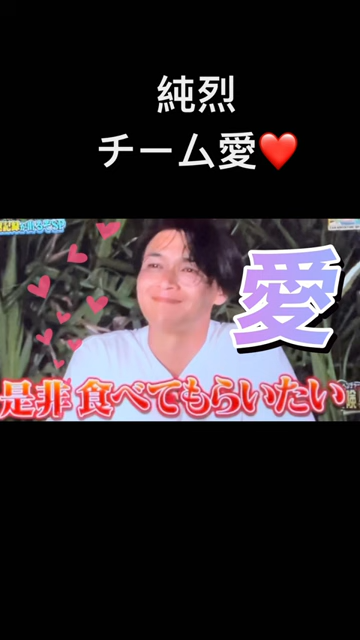 純烈
チーム愛❤️
愛
是非 食べてもらいたい